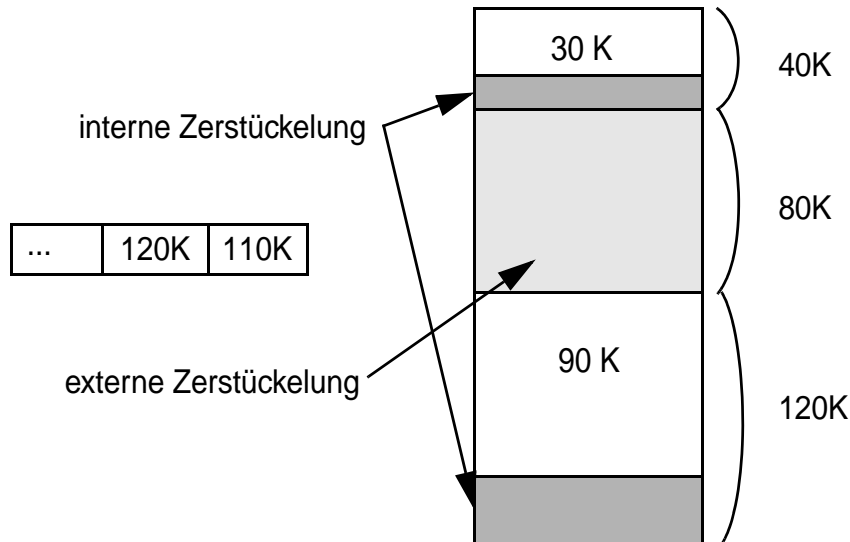 30 K
40K
interne Zerstückelung
80K
... 120K 110K
externe Zerstückelung
90 K
120K